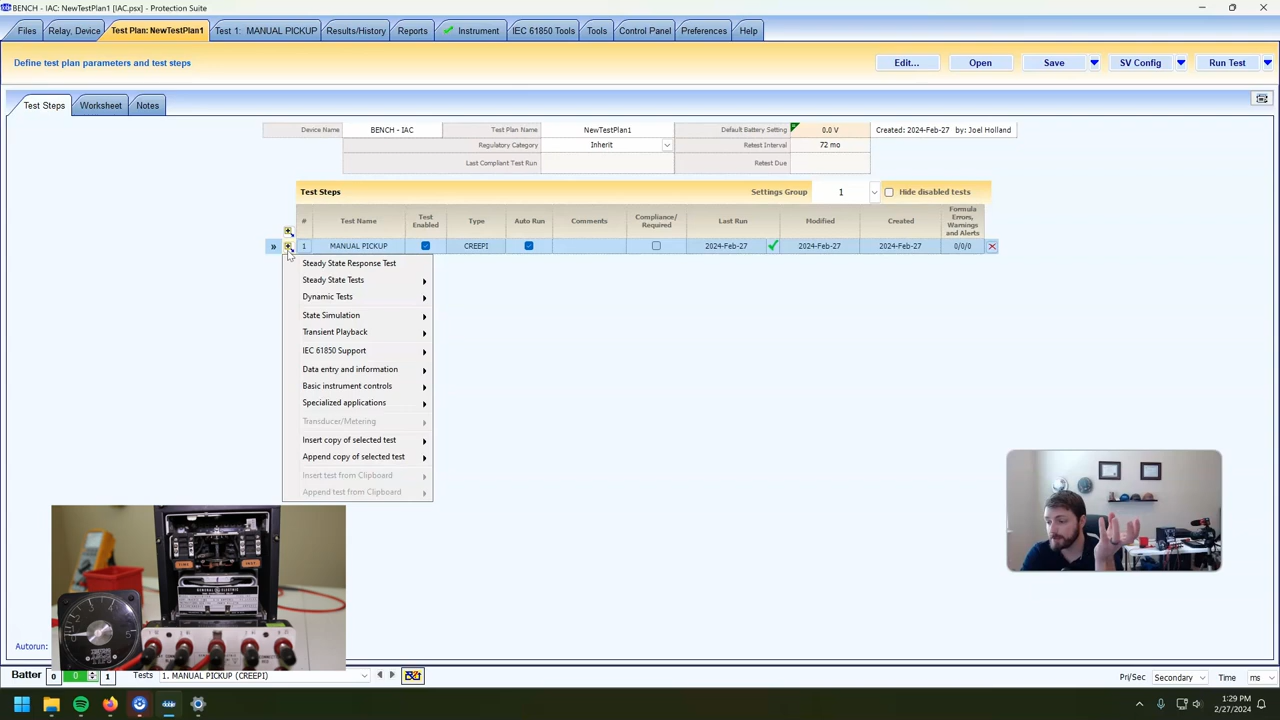 BENCH - IAC: NewTestPlan1 [IAC.psx] - Protection Suite
Files Relay, Device Test Plan: NewTestPlan1 Test 1: MANUAL PICKUP Results/History Reports Instrument IEC 61850 Tools Tools Control Panel Preferences Help
Define test plan parameters and test steps Edit... Open Save SV Config Run Test
Test Steps Worksheet Notes
Device Name BENCH - IAC Test Plan Name NewTestPlan1 Default Battery Setting 0.0 V Created: 2024-Feb-27 by: Joel Holland
Regulatory Category Inherit Retest Interval 72 mo
Last Compliant Test Run Retest Due
Test Steps Settings Group 1 Hide disabled tests
# Test Name Test Enabled Type Auto Run Comments Compliance/ Required Last Run Modified Created Formula Errors, Warnings and Alerts
» 1 MANUAL PICKUP CREEPI 2024-Feb-27 2024-Feb-27 2024-Feb-27 0/0/0
Steady State Response Test
Steady State Tests
Dynamic Tests
State Simulation
Transient Playback
IEC 61850 Support
Data entry and information
Basic instrument controls
Specialized applications
Transducer/Metering
Insert copy of selected test
Append copy of selected test
Insert test from Clipboard
Append test from Clipboard
TIME INST
GENERAL ELECTRIC
Autorun:
Batter 0 0 1 Tests 1. MANUAL PICKUP (CREEPI) Pri/Sec Secondary Time ms
doble
1:29 PM
2/27/2024